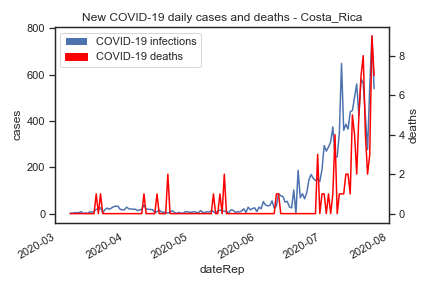 New COVID-19 daily cases and deaths - Costa_Rica
COVID-19 infections
COVID-19 deaths
800
600
400
200
0
cases
8
6
4
2
0
deaths
2020-03
2020-04
2020-05
2020-06
2020-07
2020-08
dateRep